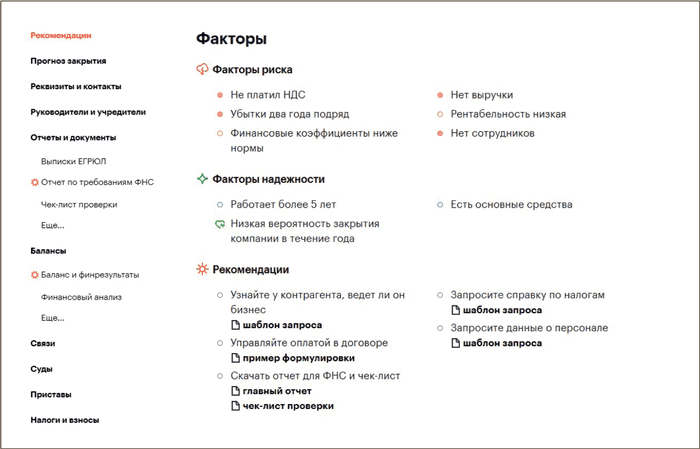 Рекомендации
Прогноз закрытия
Реквизиты и контакты
Руководители и учредители
Отчеты и документы
Выписки ЕГРЮЛ
Отчет по требованиям ФНС
Чек-лист проверки
Еще...
Балансы
Баланс и финрезультаты
Финансовый анализ
Еще...
Связи
Суды
Приставы
Налоги и взносы
Факторы
Факторы риска
Не платил НДС
Убытки два года подряд
Финансовые коэффициенты ниже
нормы
Нет выручки
Рентабельность низкая
Нет сотрудников
Факторы надежности
Работает более 5 лет
Низкая вероятность закрытия
компании в течение года
Есть основные средства
Рекомендации
Узнайте у контрагента, ведет ли он
бизнес
шаблон запроса
Управляйте оплатой в договоре
пример формулировки
Скачать отчет для ФНС и чек-лист
главный отчет
чек-лист проверки
Запросите справку по налогам
шаблон запроса
Запросите данные о персонале
шаблон запроса